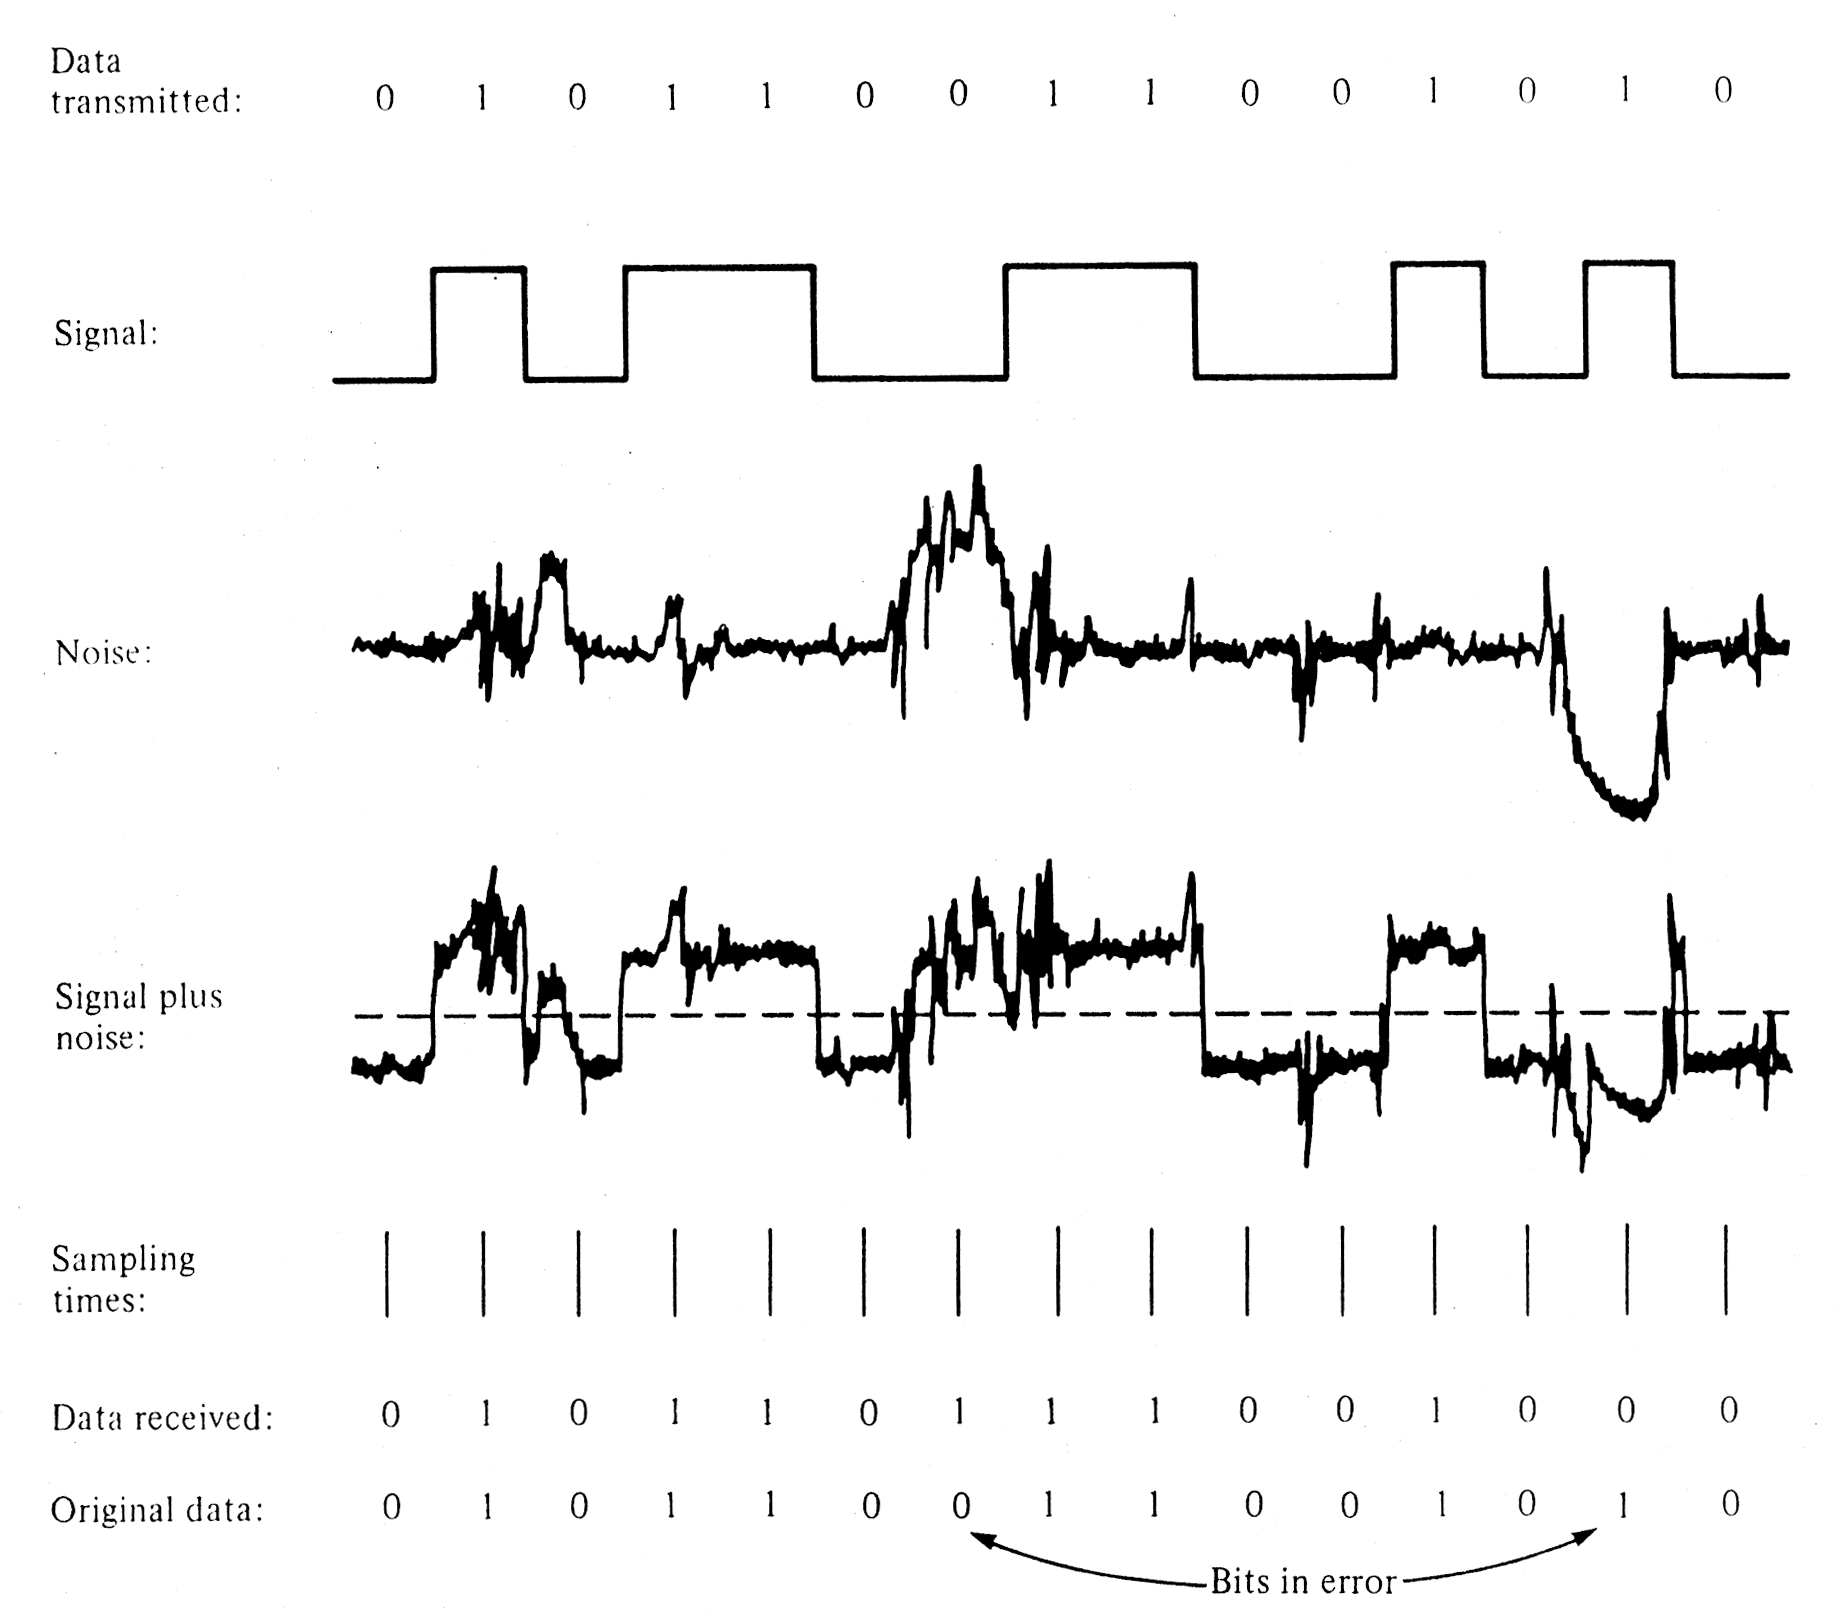 Data
transmitted: 0 1 0 1 1 0 0 1 1 0 0 1 0 1 0
Signal:
Noise:
Signal plus
noise:
Sampling
times:
Data received: 0 1 0 1 1 0 1 1 1 0 0 1 0 0 0
Original data: 0 1 0 1 1 0 0 1 1 0 0 1 0 1 0
Bits in error